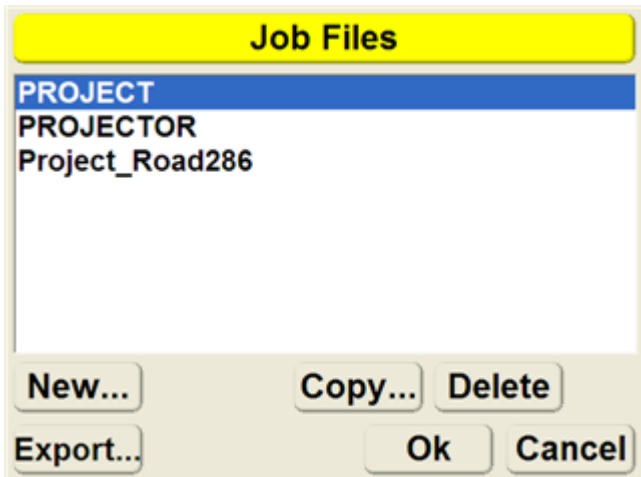 Job Files
PROJECT
PROJECTOR
Project_Road286
New... Copy... Delete
Export... Ok Cancel